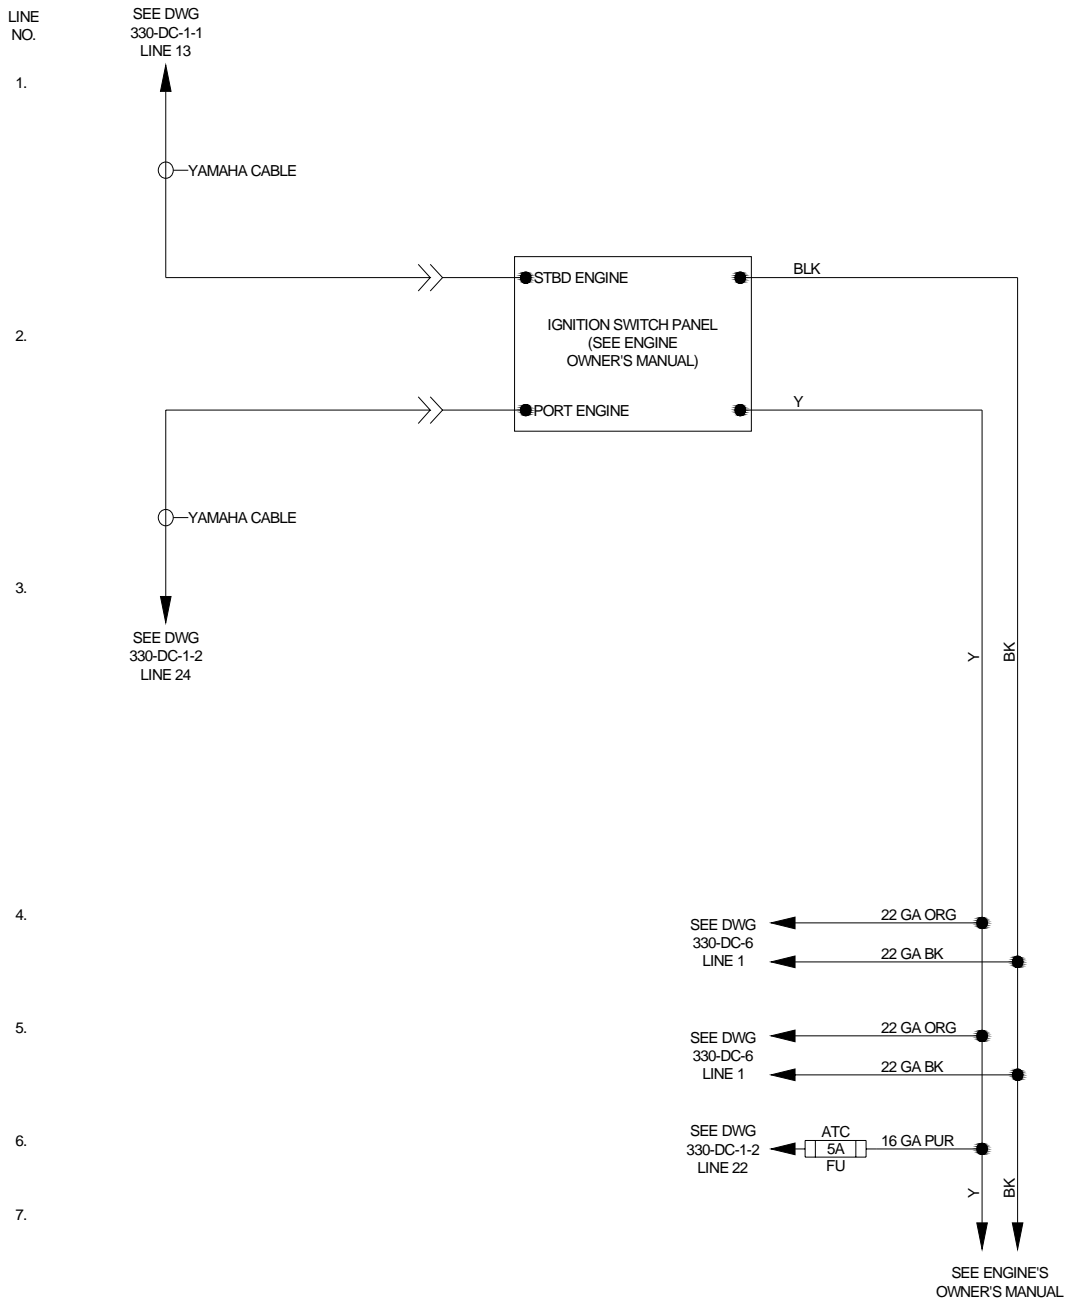 LINE
NO.
SEE DWG
330-DC-1-1
LINE 13
1.
YAMAHA CABLE
STBD ENGINE
BLK
2.
IGNITION SWITCH PANEL
(SEE ENGINE
OWNER'S MANUAL)
PORT ENGINE
Y
YAMAHA CABLE
3.
SEE DWG
330-DC-1-2
LINE 24
Y
BK
4.
SEE DWG
330-DC-6
LINE 1
22 GA ORG
22 GA BK
5.
SEE DWG
330-DC-6
LINE 1
22 GA ORG
22 GA BK
6.
SEE DWG
330-DC-1-2
LINE 22
ATC
5A
FU
16 GA PUR
Y
BK
7.
SEE ENGINE'S
OWNER'S MANUAL